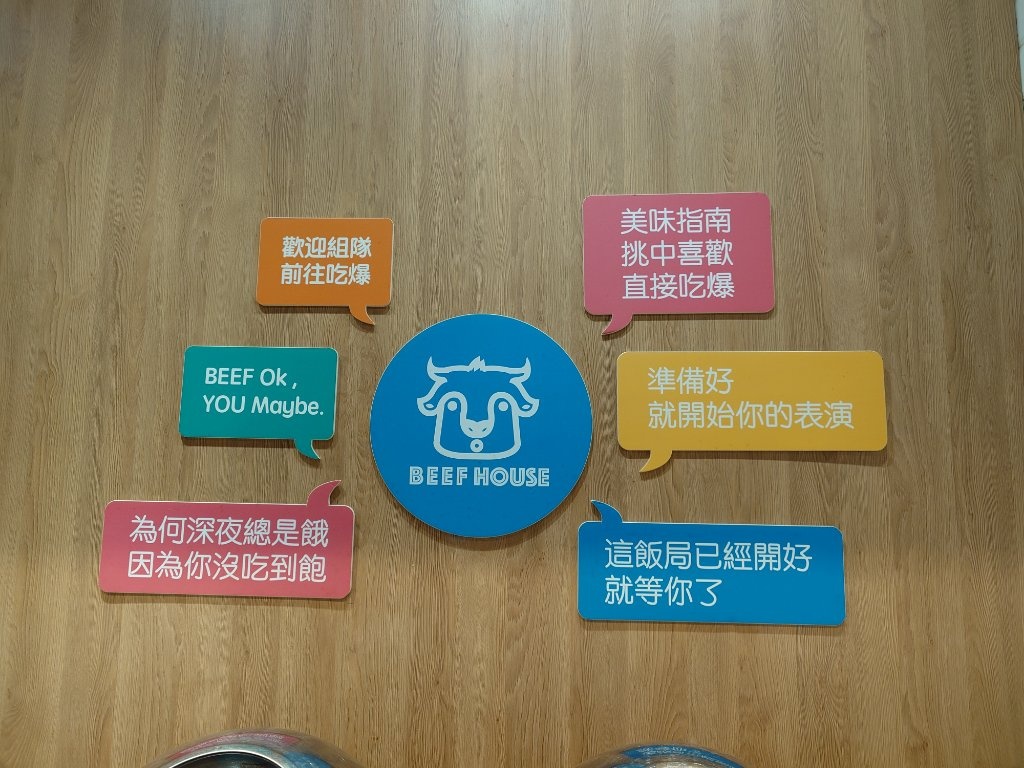 歡迎組隊
前往吃爆
美味指南
挑中喜歡
直接吃爆
BEEF Ok,
YOU Maybe.
BEEF HOUSE
準備好
就開始你的表演
為何深夜總是餓
因為你沒吃到飽
這飯局已經開好
就等你了